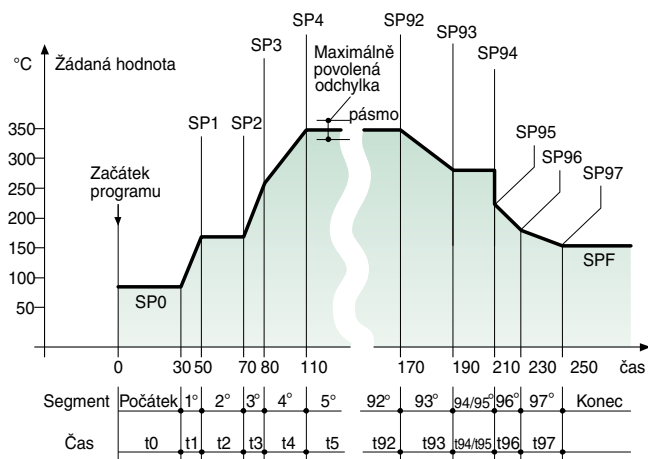 SP4
SP92
SP93
SP3
SP94
°C
Žádaná hodnota
Maximálně
povolená
odchylka
pásmo
SP1
SP2
SP95
SP96
SP97
Začátek
programu
350
300
250
200
150
100
50
SP0
SPF
0 30 50 70 80 110 170 190 210 230 250 čas
Segment Počátek 1° 2° 3° 4° 5° 92° 93° 94/95° 96° 97° Konec
Čas t0 t1 t2 t3 t4 t5 t92 t93 t94/t95 t96 t97